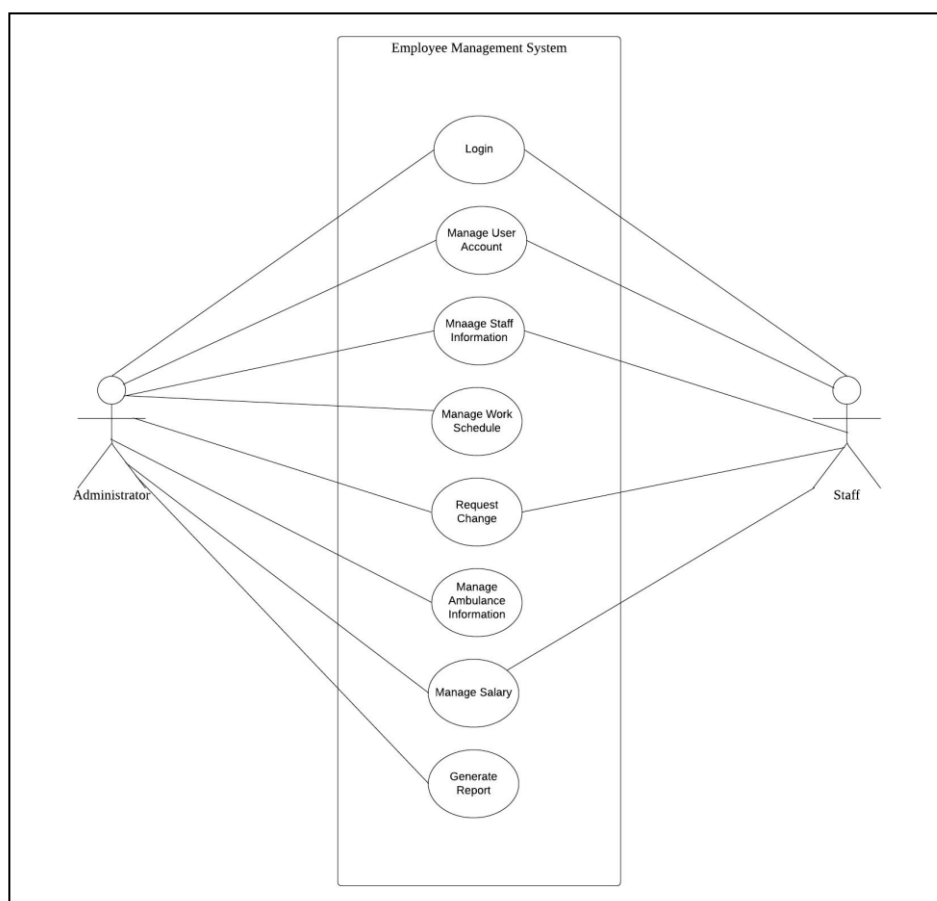 Employee Management System
Login
Manage User
Account
Mnaage Staff
Information
Manage Work
Schedule
Administrator
Request
Change
Staff
Manage
Ambulance
Information
Manage Salary
Generate
Report